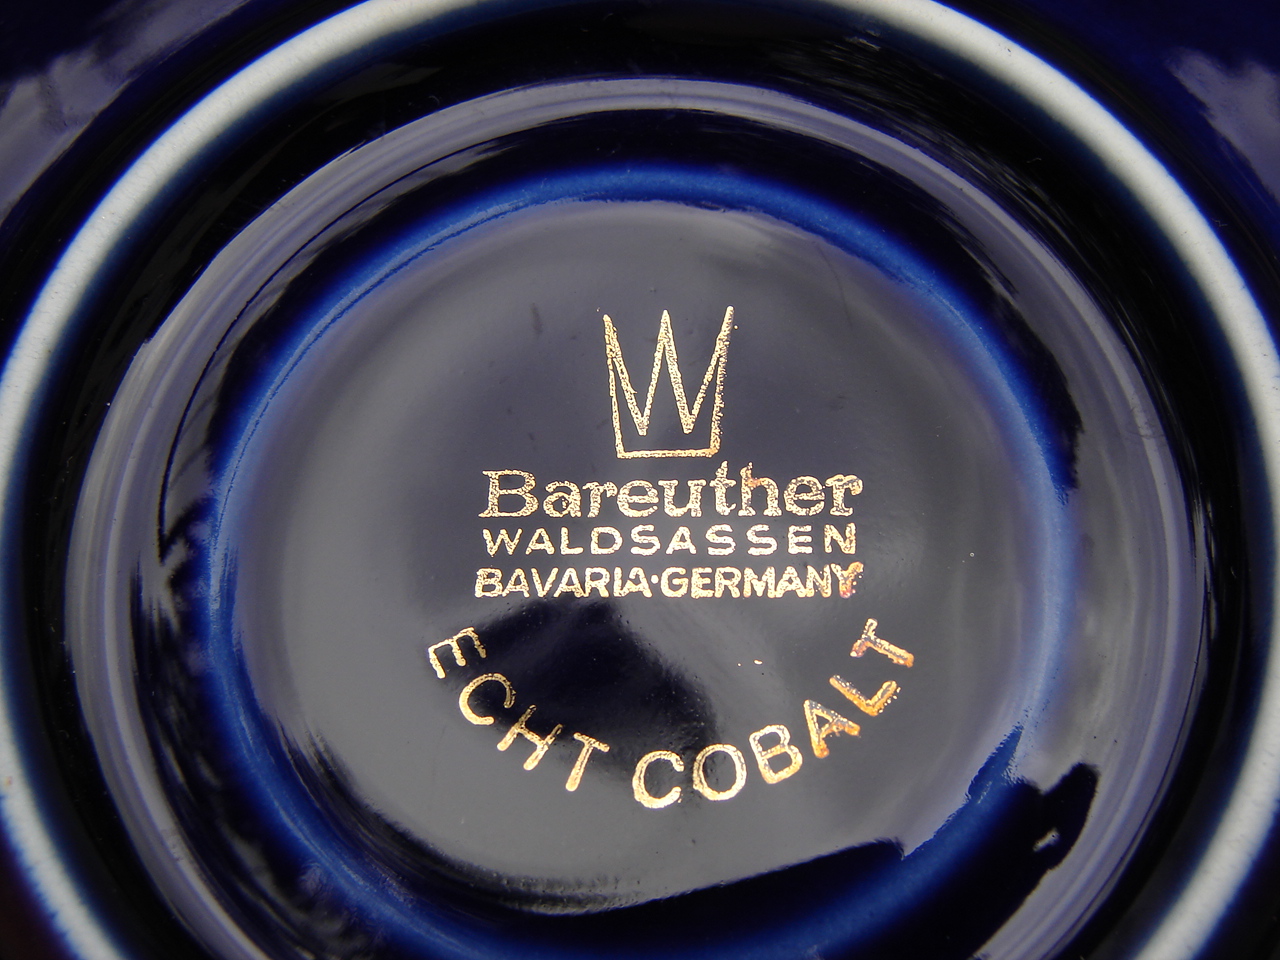 W
Bareuther
WALDSASSEN
BAVARIA·GERMANY
ECHT COBALT